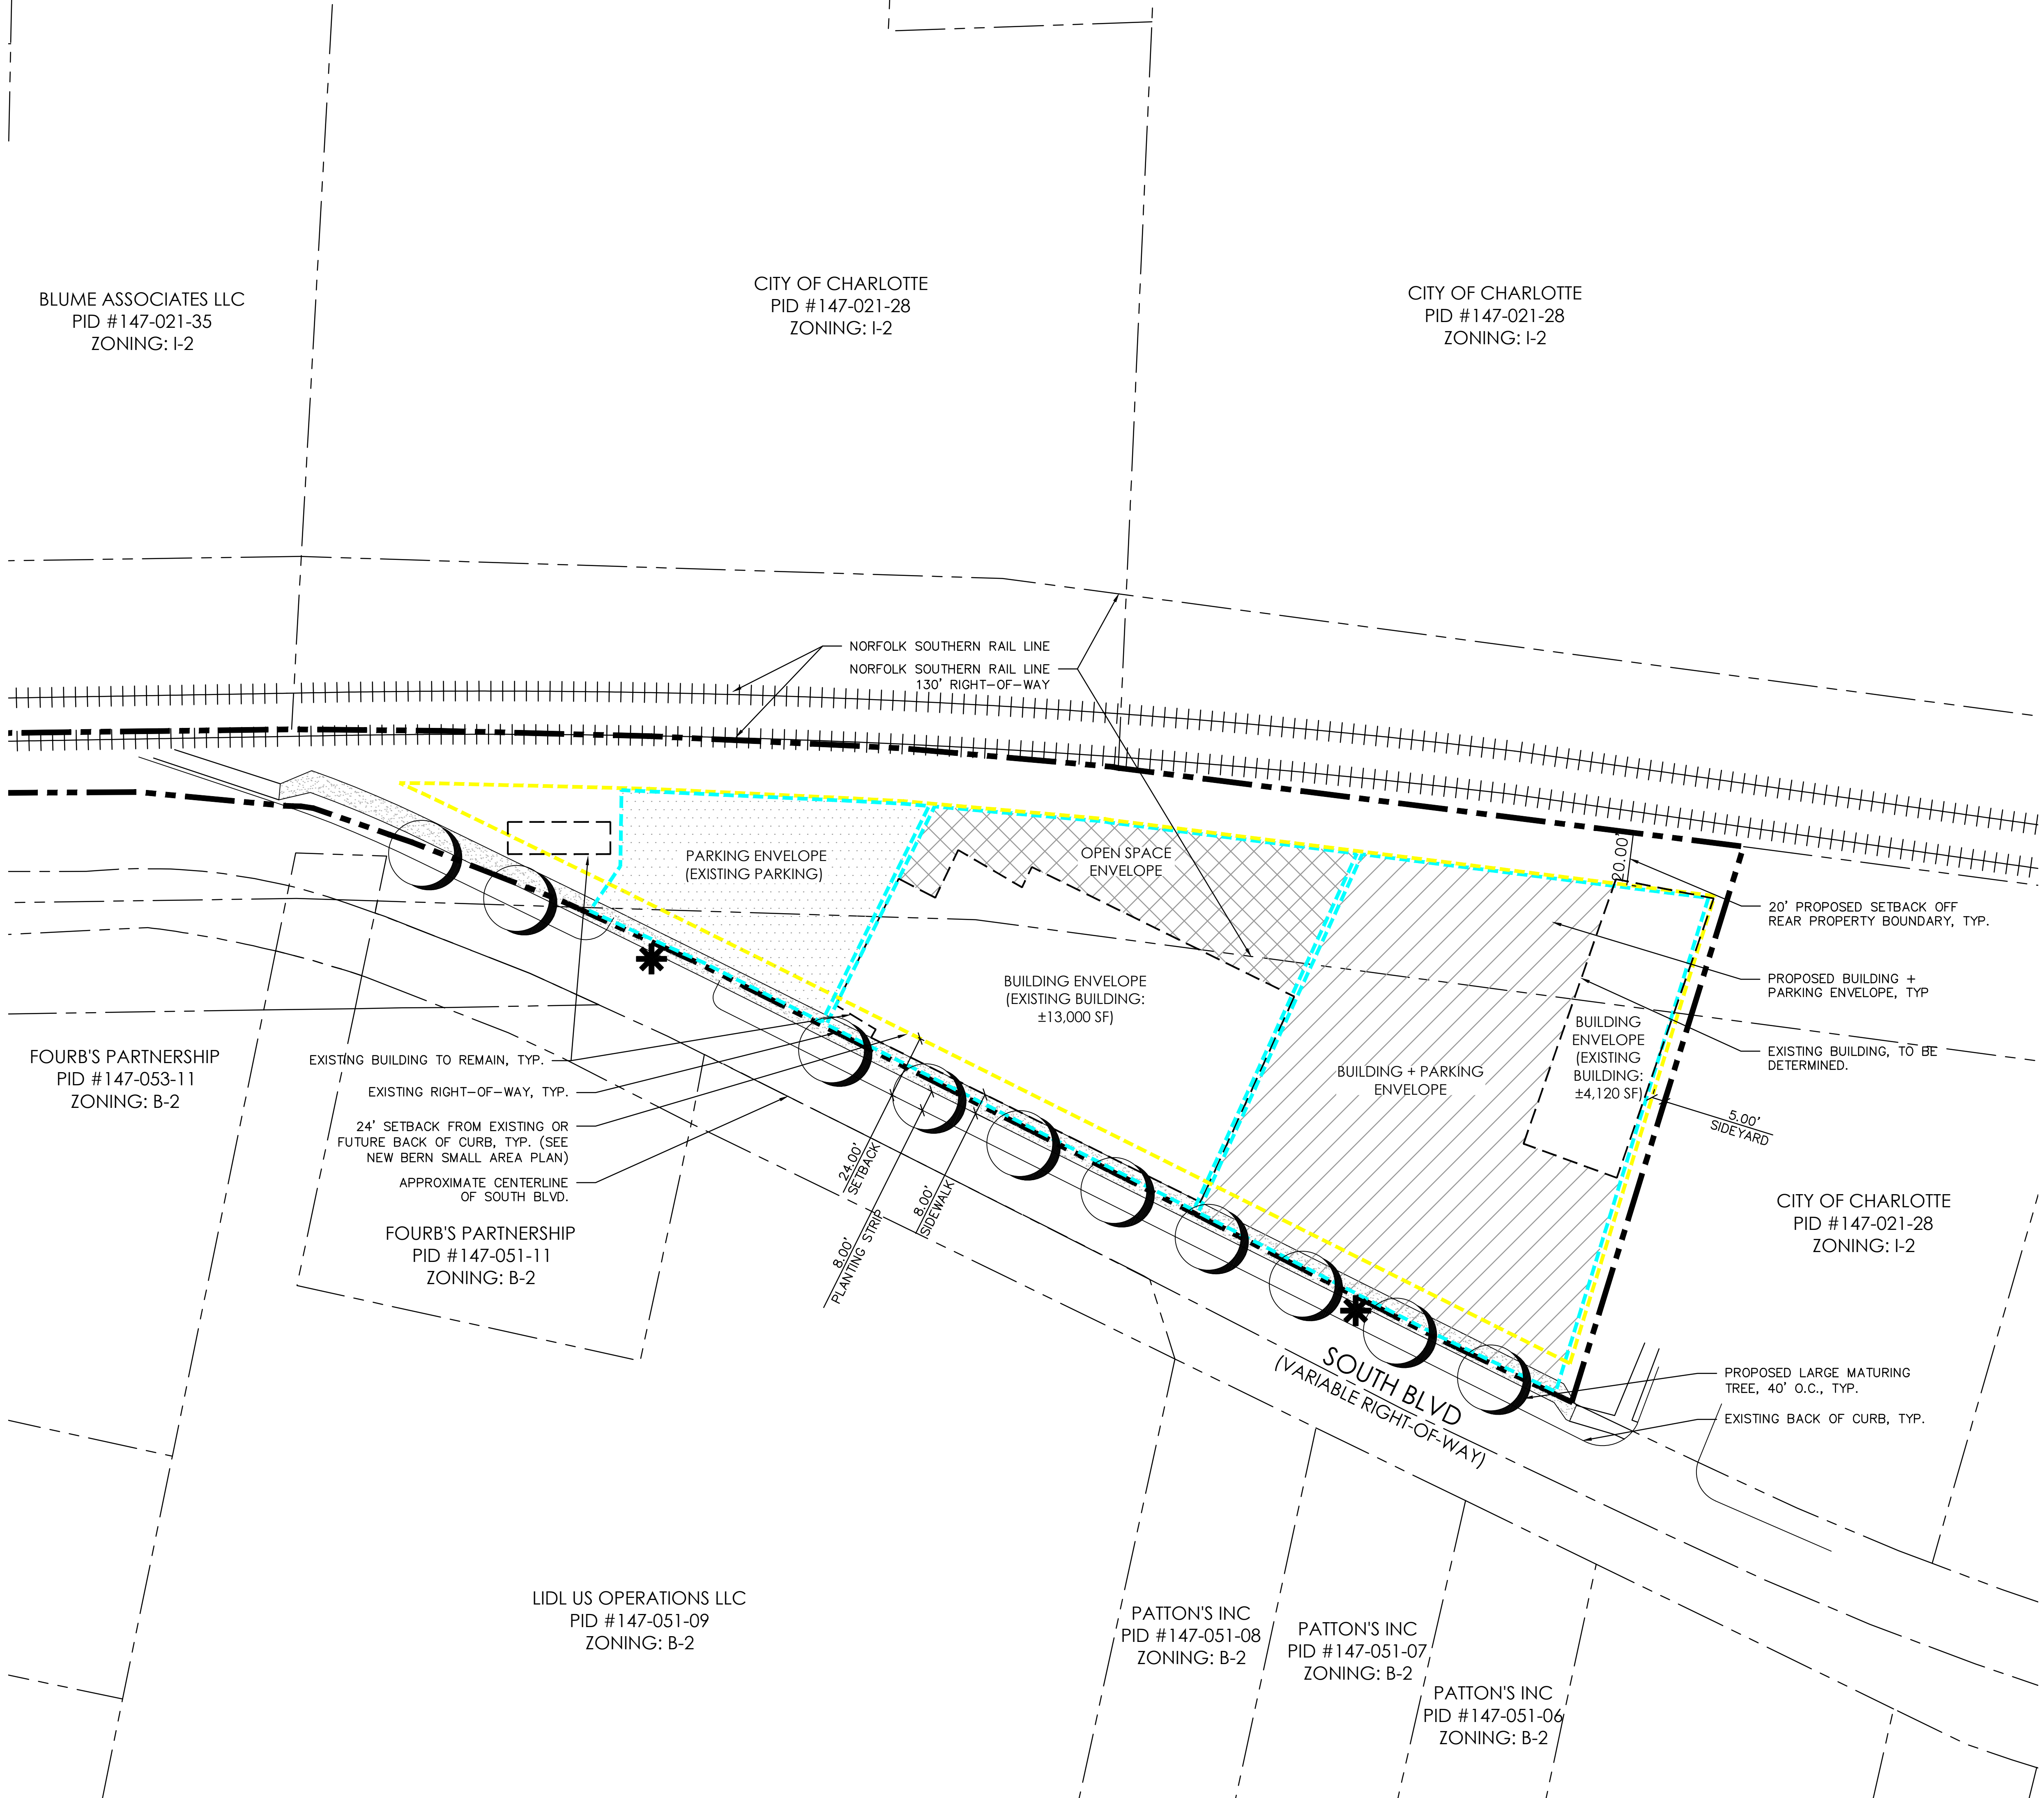 BLUME ASSOCIATES LLC
PID #147-021-35
ZONING: I-2
CITY OF CHARLOTTE
PID #147-021-28
ZONING: I-2
CITY OF CHARLOTTE
PID #147-021-28
ZONING: I-2
NORFOLK SOUTHERN RAIL LINE
NORFOLK SOUTHERN RAIL LINE
130' RIGHT-OF-WAY
PARKING ENVELOPE
(EXISTING PARKING)
OPEN SPACE
ENVELOPE
20.00'
20' PROPOSED SETBACK OFF
REAR PROPERTY BOUNDARY, TYP.
PROPOSED BUILDING +
PARKING ENVELOPE, TYP
EXISTING BUILDING, TO BE
DETERMINED.
BUILDING ENVELOPE
(EXISTING BUILDING:
±13,000 SF)
BUILDING
ENVELOPE
(EXISTING
BUILDING:
±4,120 SF)
BUILDING + PARKING
ENVELOPE
5.00'
SIDEYARD
FOURB'S PARTNERSHIP
PID #147-053-11
ZONING: B-2
EXISTING BUILDING TO REMAIN, TYP.
EXISTING RIGHT-OF-WAY, TYP.
24' SETBACK FROM EXISTING OR
FUTURE BACK OF CURB, TYP. (SEE
NEW BERN SMALL AREA PLAN)
APPROXIMATE CENTERLINE
OF SOUTH BLVD.
24.00'
SETBACK
8.00'
PLANTING STRIP
8.00'
SIDEWALK
FOURB'S PARTNERSHIP
PID #147-051-11
ZONING: B-2
CITY OF CHARLOTTE
PID #147-021-28
ZONING: I-2
SOUTH BLVD
(VARIABLE RIGHT-OF-WAY)
PROPOSED LARGE MATURING
TREE, 40' O.C., TYP.
EXISTING BACK OF CURB, TYP.
LIDL US OPERATIONS LLC
PID #147-051-09
ZONING: B-2
PATTON'S INC
PID #147-051-08
ZONING: B-2
PATTON'S INC
PID #147-051-07
ZONING: B-2
PATTON'S INC
PID #147-051-06
ZONING: B-2